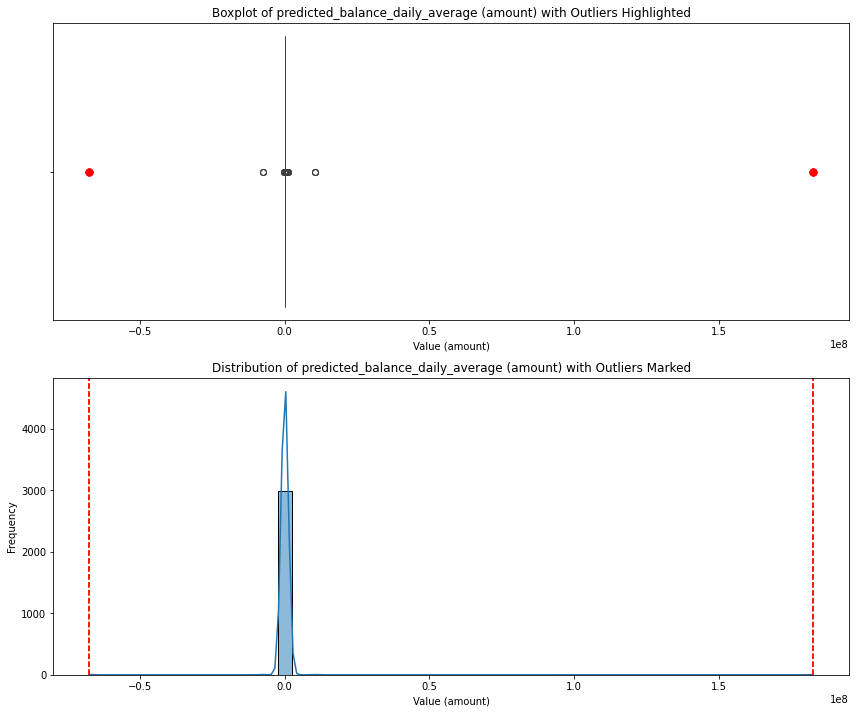 Boxplot of predicted_balance_daily_average (amount) with Outliers Highlighted
−0.5 0.0 0.5 1.0 1.5
1e8
Value (amount)
Distribution of predicted_balance_daily_average (amount) with Outliers Marked
4000
3000
2000
1000
0
Frequency
−0.5 0.0 0.5 1.0 1.5
1e8
Value (amount)